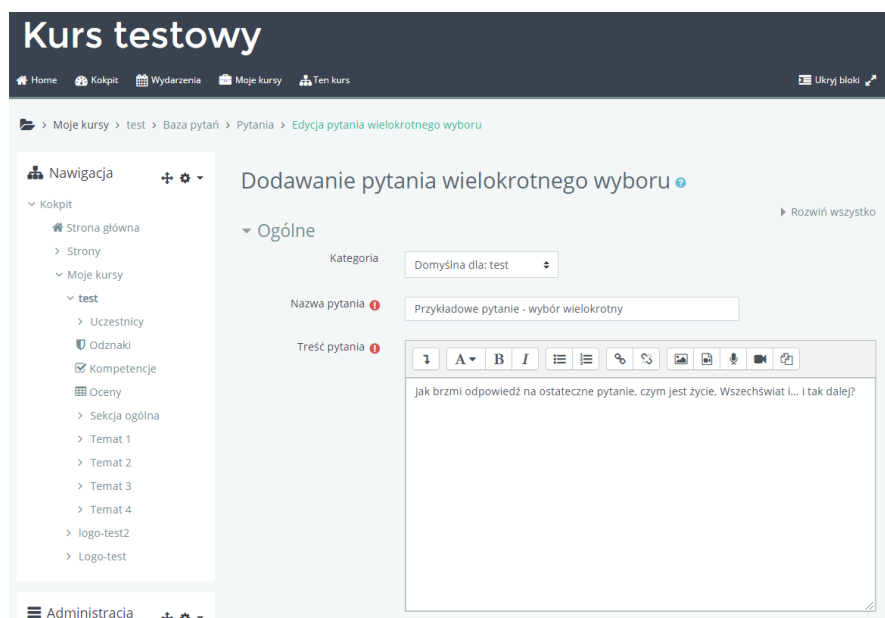 Kurs testowy
Home Kokpit Wydarzenia Moje kursy Ten kurs Ukryj bloki
> Moje kursy > test > Baza pytań > Pytania > Edycja pytania wielokrotnego wyboru
Nawigacja
Kokpit
Strona główna
Strony
Moje kursy
test
Uczestnicy
Odznaki
Kompetencje
Oceny
Sekcja ogólna
Temat 1
Temat 2
Temat 3
Temat 4
logo-test2
Logo-test
Administracja
Dodawanie pytania wielokrotnego wyboru
Rozwiń wszystko
Ogólne
Kategoria Domyślna dla: test
Nazwa pytania Przykładowe pytanie - wybór wielokrotny
Treść pytania
A B I
Jak brzmi odpowiedź na ostateczne pytanie, czym jest życie, Wszechświat i... i tak dalej?